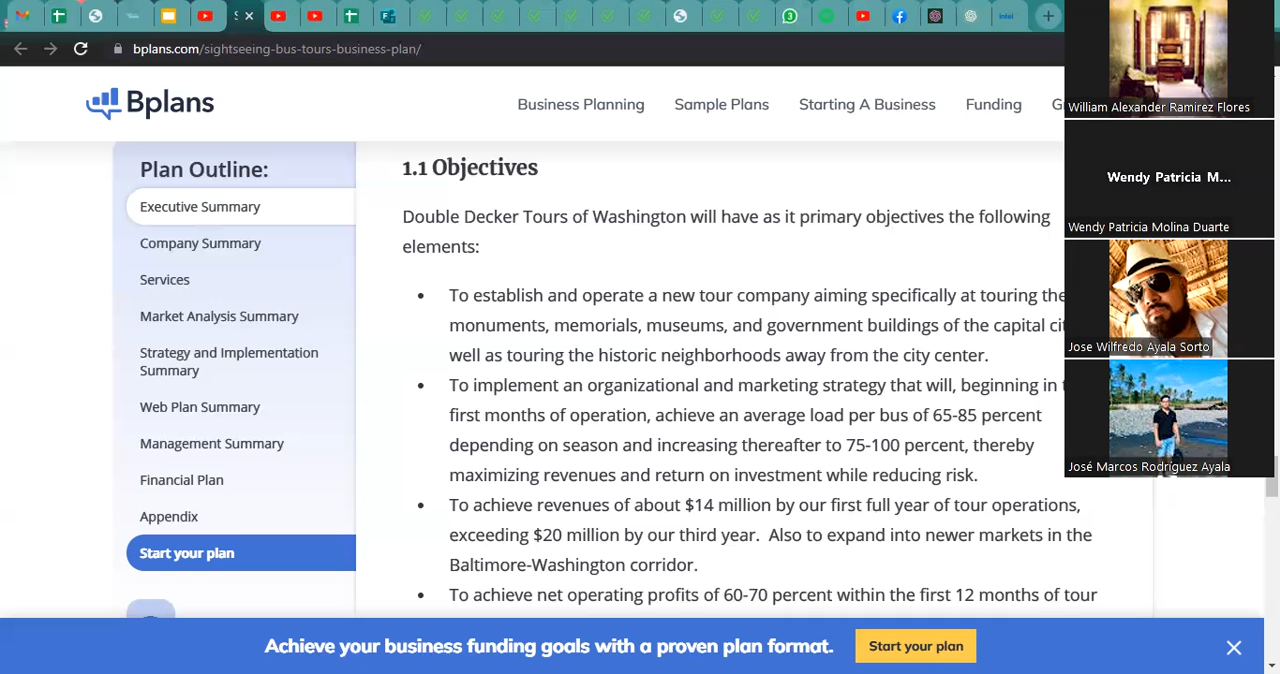 bplans.com/sightseeing-bus-tours-business-plan/
Bplans
Business Planning
Sample Plans
Starting A Business
Funding
Plan Outline:
Executive Summary
Company Summary
Services
Market Analysis Summary
Strategy and Implementation
Summary
Web Plan Summary
Management Summary
Financial Plan
Appendix
Start your plan
1.1 Objectives
Double Decker Tours of Washington will have as it primary objectives the following
elements:
To establish and operate a new tour company aiming specifically at touring the
monuments, memorials, museums, and government buildings of the capital
well as touring the historic neighborhoods away from the city center.
To implement an organizational and marketing strategy that will, beginning in
first months of operation, achieve an average load per bus of 65-85 percent
depending on season and increasing thereafter to 75-100 percent, thereby
maximizing revenues and return on investment while reducing risk.
To achieve revenues of about $14 million by our first full year of tour operations,
exceeding $20 million by our third year. Also to expand into newer markets in the
Baltimore-Washington corridor.
To achieve net operating profits of 60-70 percent within the first 12 months of tour
Achieve your business funding goals with a proven plan format.
Start your plan
William Alexander Ramirez Flores
Wendy Patricia M...
Wendy Patricia Molina Duarte
Jose Wilfredo Ayala Sorto
José Marcos Rodríguez Ayala